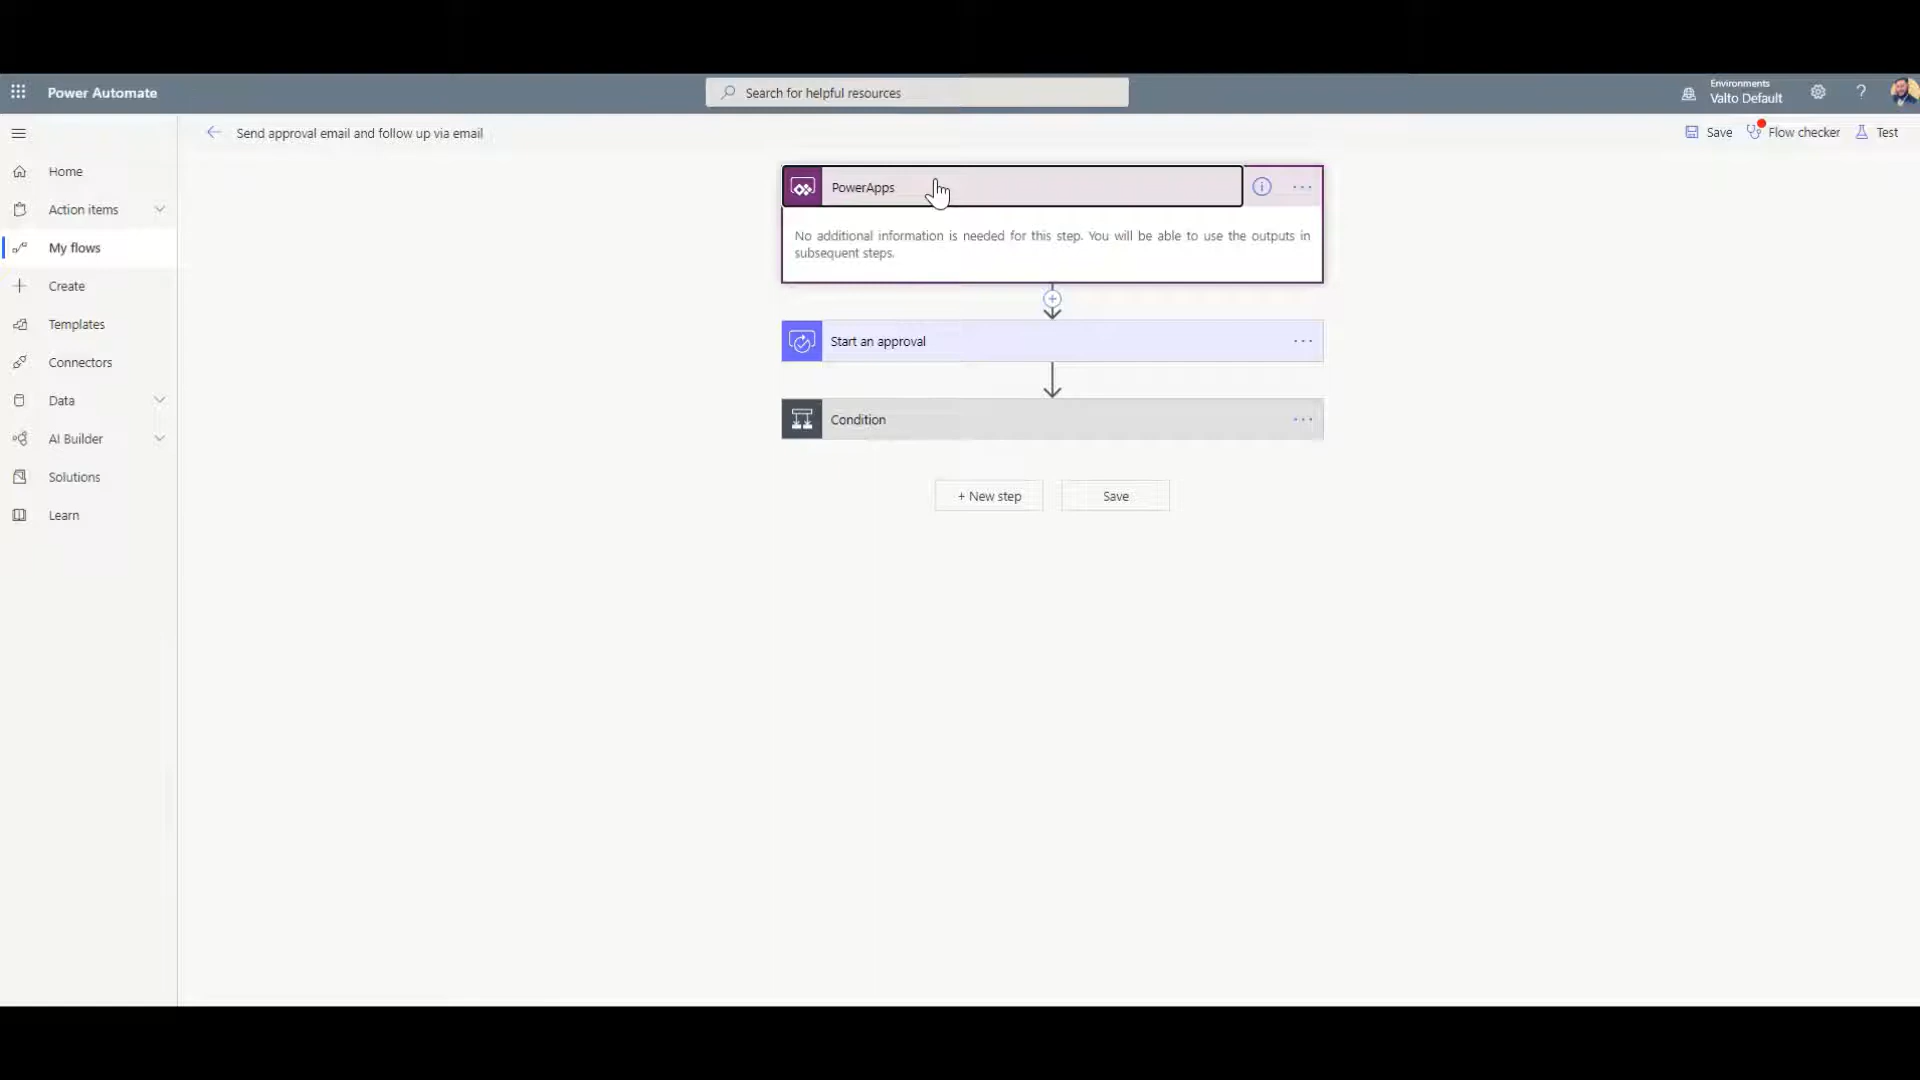 Power Automate
Search for helpful resources
Environments
Valto Default
Send approval email and follow up via email
Save
Flow checker
Test
Home
Action items
My flows
Create
Templates
Connectors
Data
AI Builder
Solutions
Learn
PowerApps
No additional information is needed for this step. You will be able to use the outputs in
subsequent steps.
Start an approval
Condition
+ New step
Save